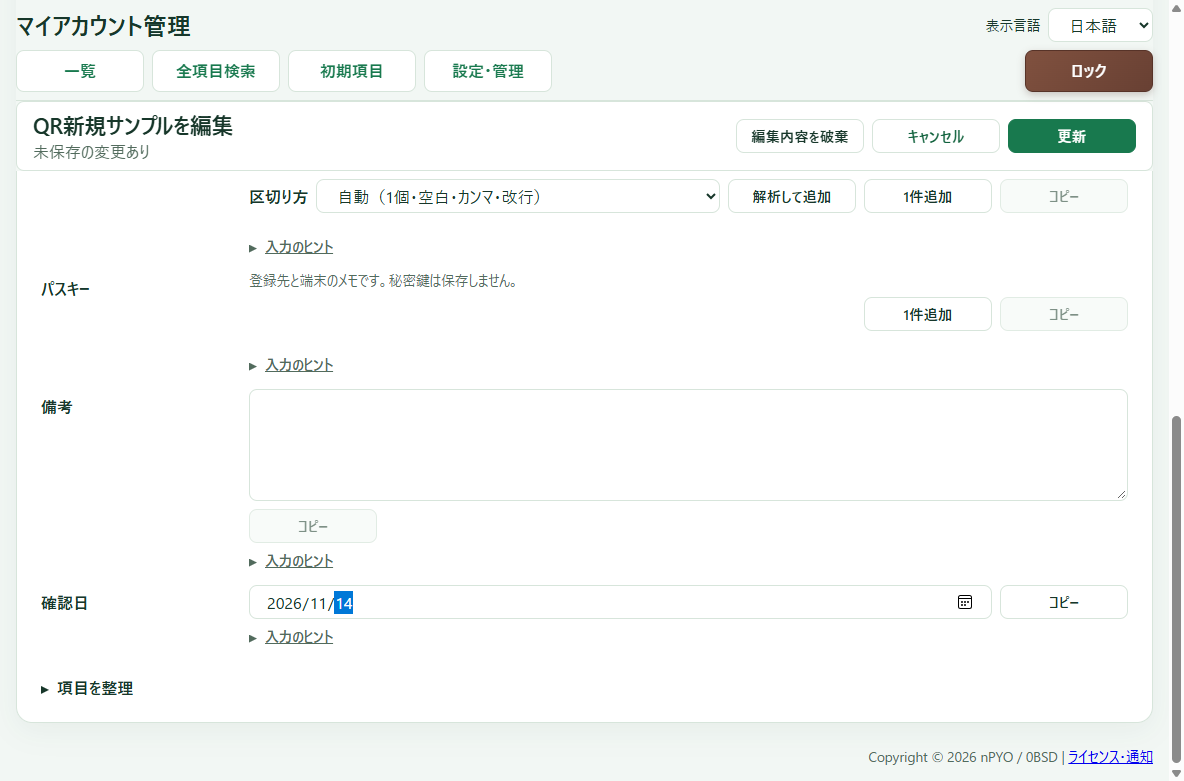 マイアカウント管理
表示言語 日本語
一覧 全項目検索 初期項目 設定・管理 ロック
QR新規サンプルを編集
未保存の変更あり
編集内容を破棄 キャンセル 更新
区切り方 自動（1個・空白・カンマ・改行） 解析して追加 1件追加 コピー
▶ 入力のヒント
パスキー
登録先と端末のメモです。秘密鍵は保存しません。
1件追加 コピー
▶ 入力のヒント
備考
コピー
▶ 入力のヒント
確認日 2026/11/14 コピー
▶ 入力のヒント
▶ 項目を整理
Copyright © 2026 nPYO / 0BSD | ライセンス・通知